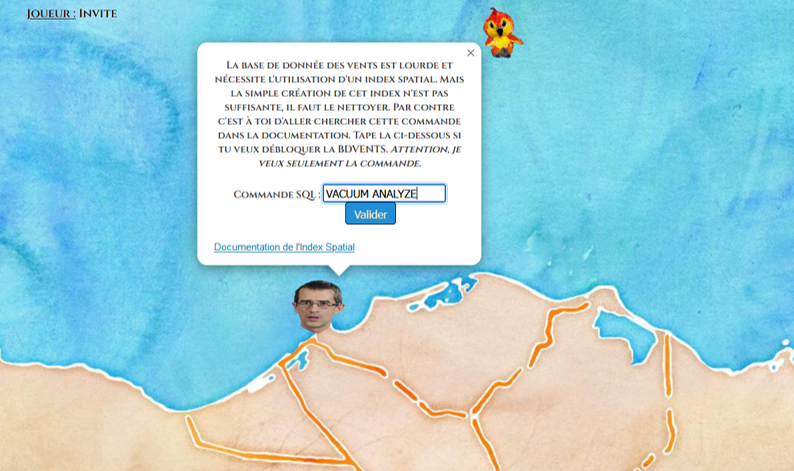 Joueur : Invite
×
La base de donnée des vents est lourde et
nécessite l'utilisation d'un index spatial. Mais
la simple création de cet index n'est pas
suffisante, il faut le nettoyer. Par contre
c'est à toi d'aller chercher cette commande
dans la documentation. Tape la ci-dessous si
tu veux débloquer la BDVENTS. Attention, je
veux seulement la commande.
Commande SQL : VACUUM ANALYZE
Valider
Documentation de l'Index Spatial